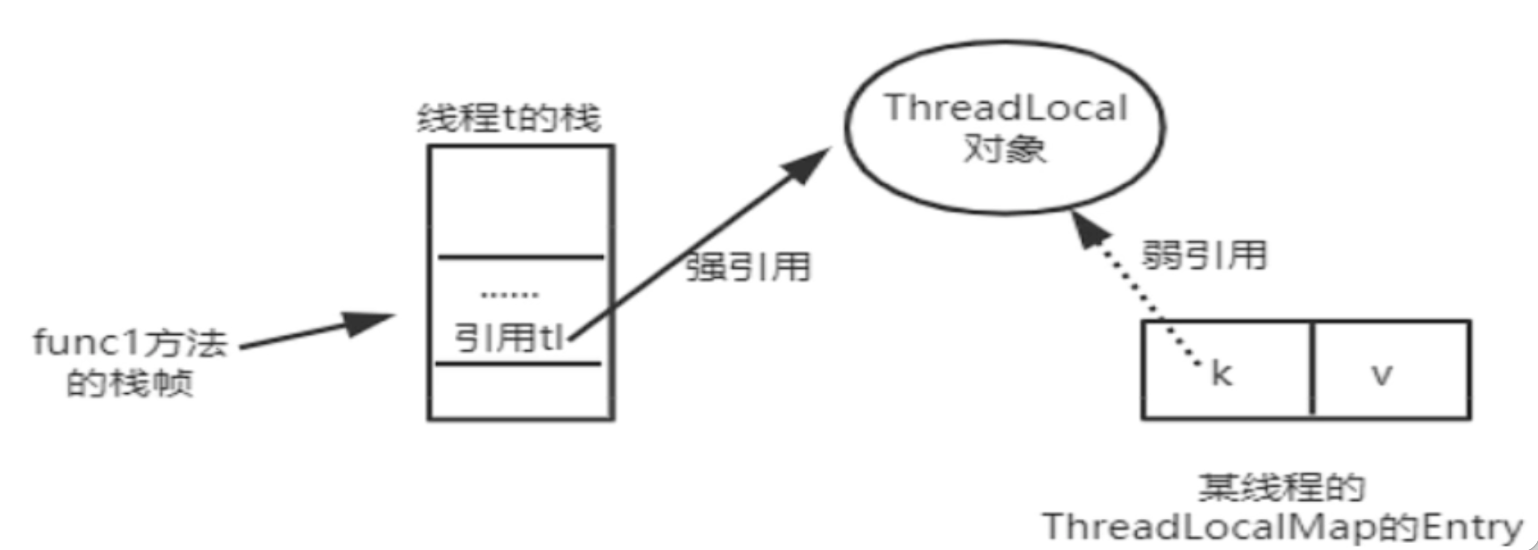 线程t的栈
ThreadLocal
对象
强引用
弱引用
......
引用tl
func1方法
的栈帧
k
v
某线程的
ThreadLocalMap的Entry